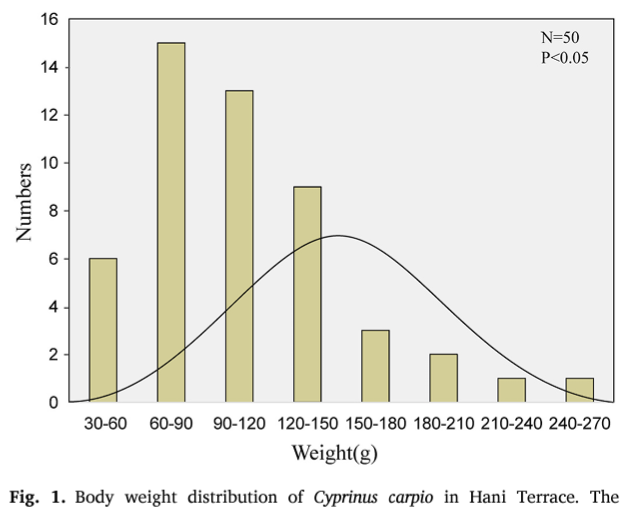 16
N=50
P<0.05
14
12
10
8
6
4
2
0
Numbers
30-60 60-90 90-120 120-150 150-180 180-210 210-240 240-270
Weight(g)
Fig. 1. Body weight distribution of Cyprinus carpio in Hani Terrace. The